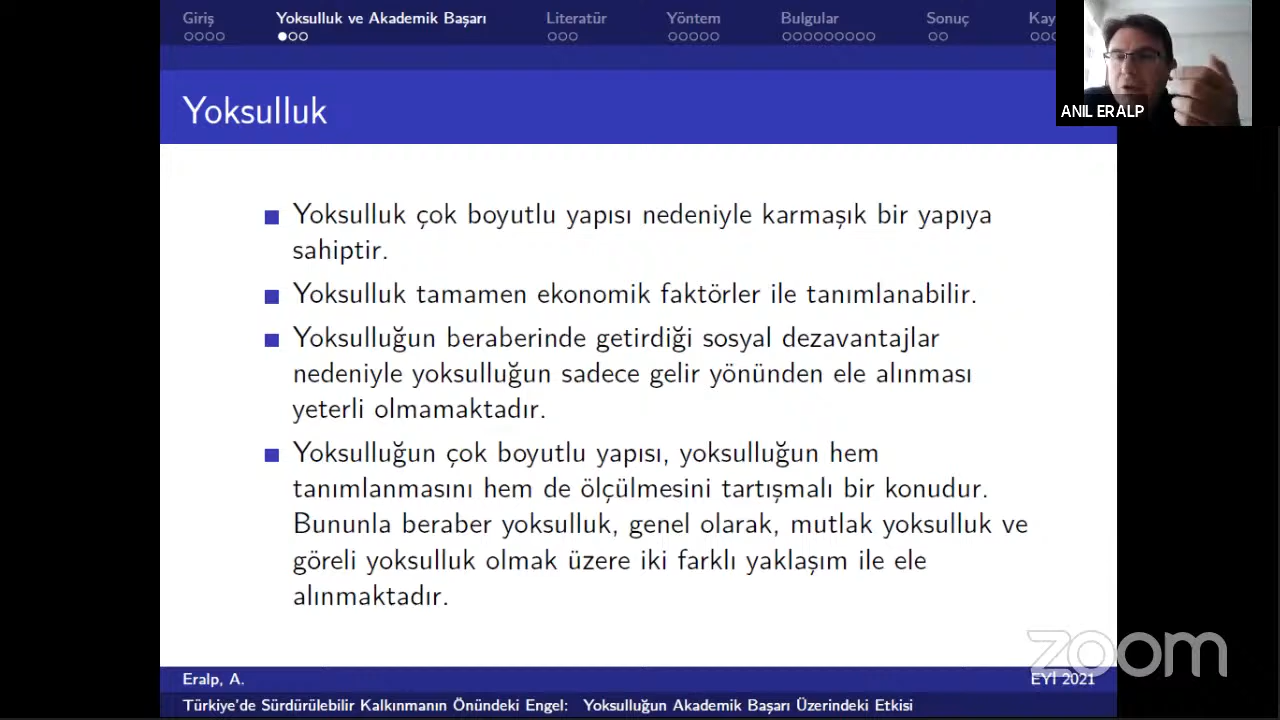 Giriş
Yoksulluk ve Akademik Başarı
Literatür
Yöntem
Bulgular
Sonuç
Kay
ANIL ERALP
Yoksulluk
Yoksulluk çok boyutlu yapısı nedeniyle karmaşık bir yapıya
sahiptir.
Yoksulluk tamamen ekonomik faktörler ile tanımlanabilir.
Yoksulluğun beraberinde getirdiği sosyal dezavantajlar
nedeniyle yoksulluğun sadece gelir yönünden ele alınması
yeterli olmamaktadır.
Yoksulluğun çok boyutlu yapısı, yoksulluğun hem
tanımlanmasını hem de ölçülmesini tartışmalı bir konudur.
Bununla beraber yoksulluk, genel olarak, mutlak yoksulluk ve
göreli yoksulluk olmak üzere iki farklı yaklaşım ile ele
alınmaktadır.
zoom
Eralp, A.
EYİ 2021
Türkiye'de Sürdürülebilir Kalkınmanın Önündeki Engel: Yoksulluğun Akademik Başarı Üzerindeki Etkisi